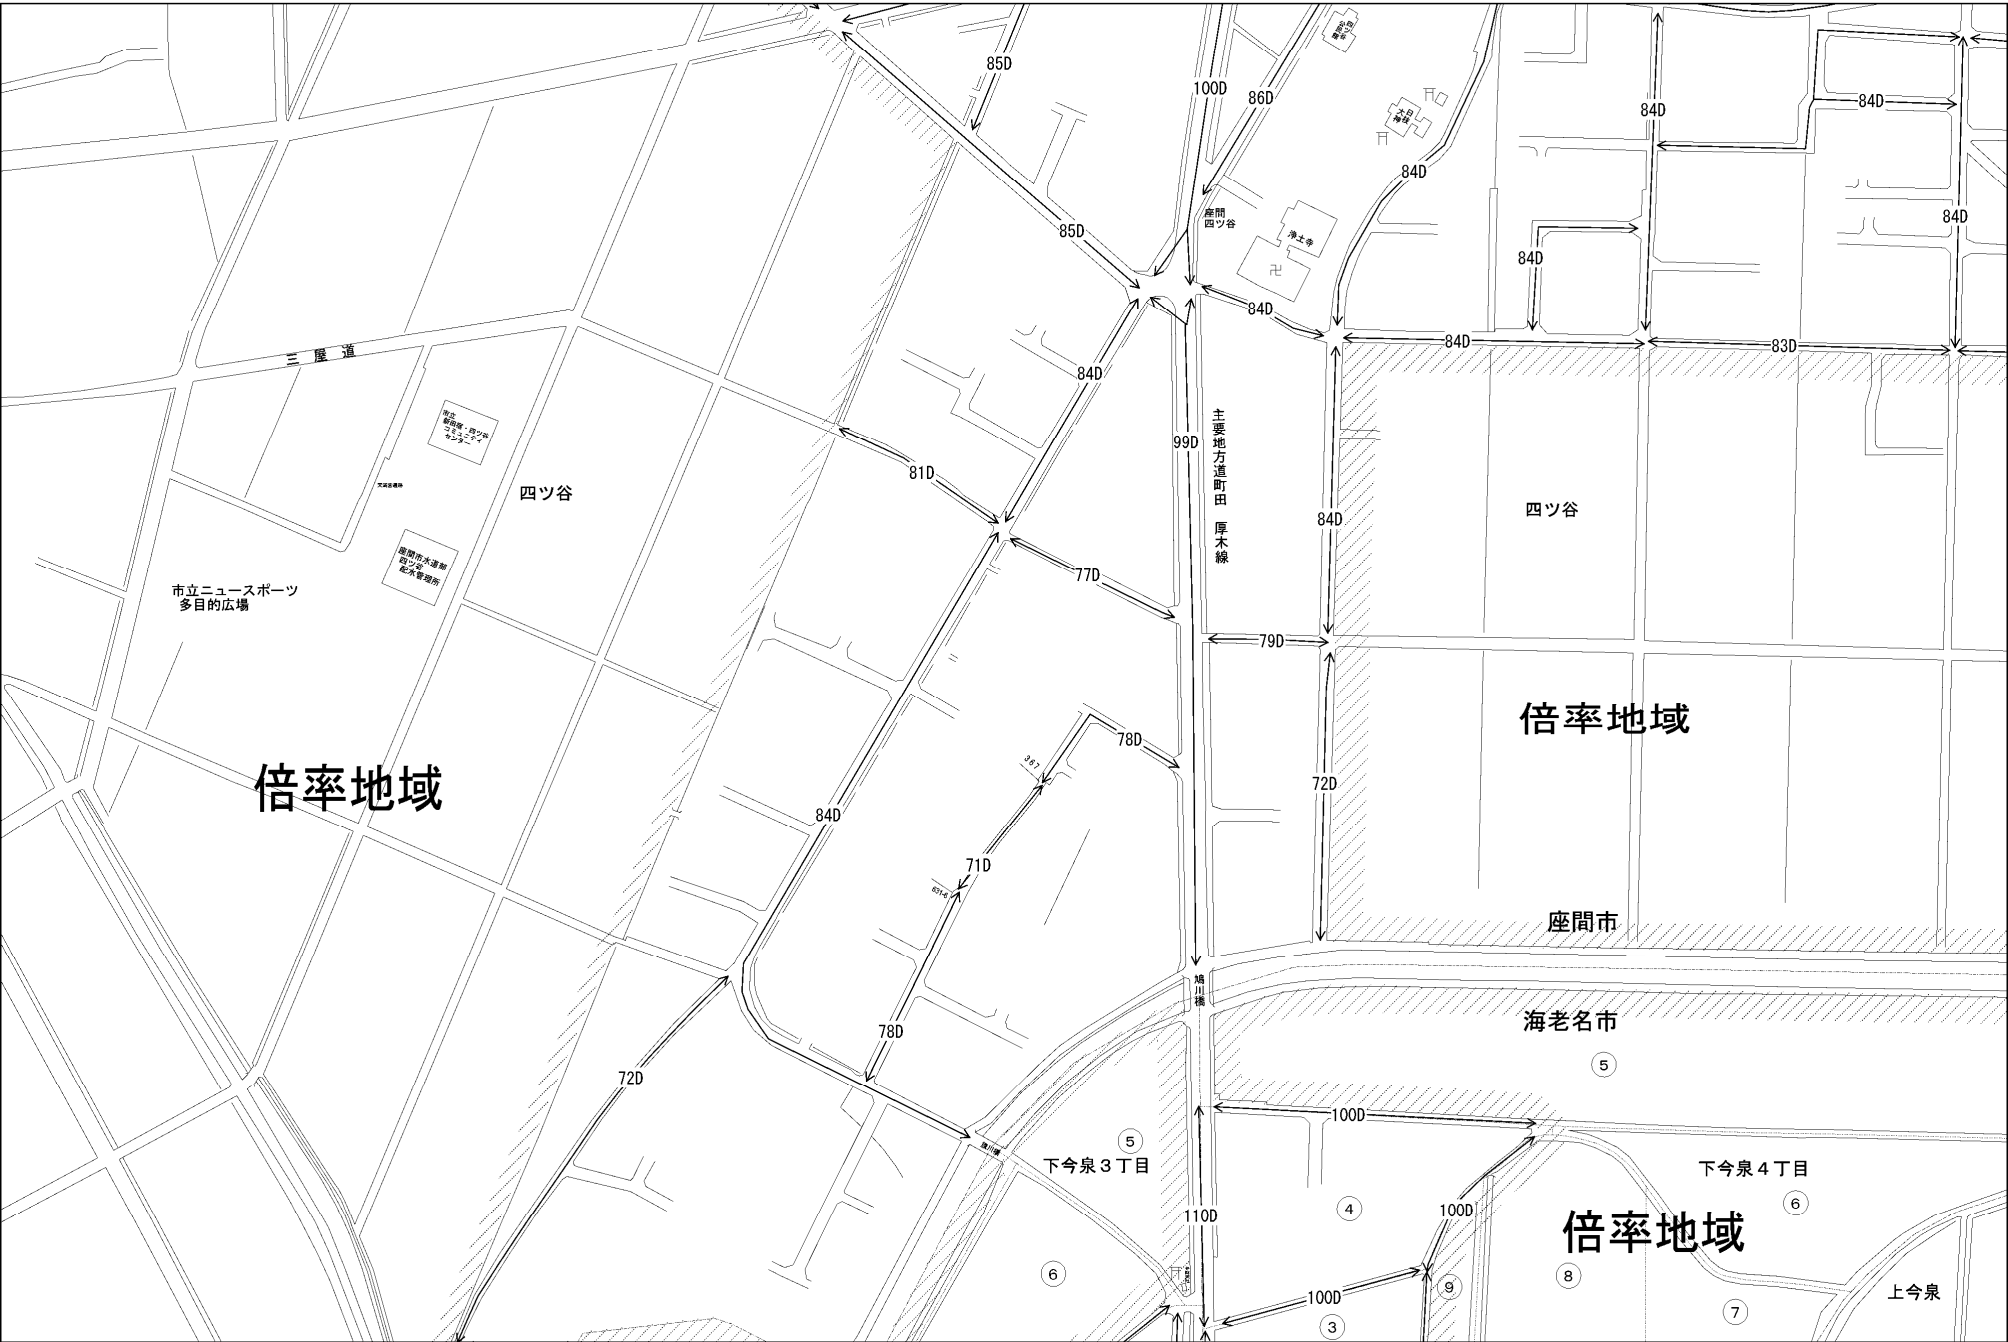 四ツ谷
公民館
85D
100D
86D
84D
84D
日枝
大神
84D
84D
85D
座間
四ツ谷
浄土寺
卍
84D
84D
84D
84D
83D
三屋道
84D
市立
新田宿・四ツ谷
コミュニティ
センター
四ツ谷
81D
99D
主要地方道町田 厚木線
84D
四ツ谷
座間市水道部
四ツ谷
配水管理所
市立ニュースポーツ
多目的広場
77D
79D
倍率地域
78D
367
72D
倍率地域
84D
71D
631-6
座間市
鳩川橋
海老名市
78D
72D
⑤
100D
⑤
下今泉3丁目
下今泉4丁目
110D
④
100D
⑥
倍率地域
⑥
⑨
⑧
100D
③
⑦
上今泉